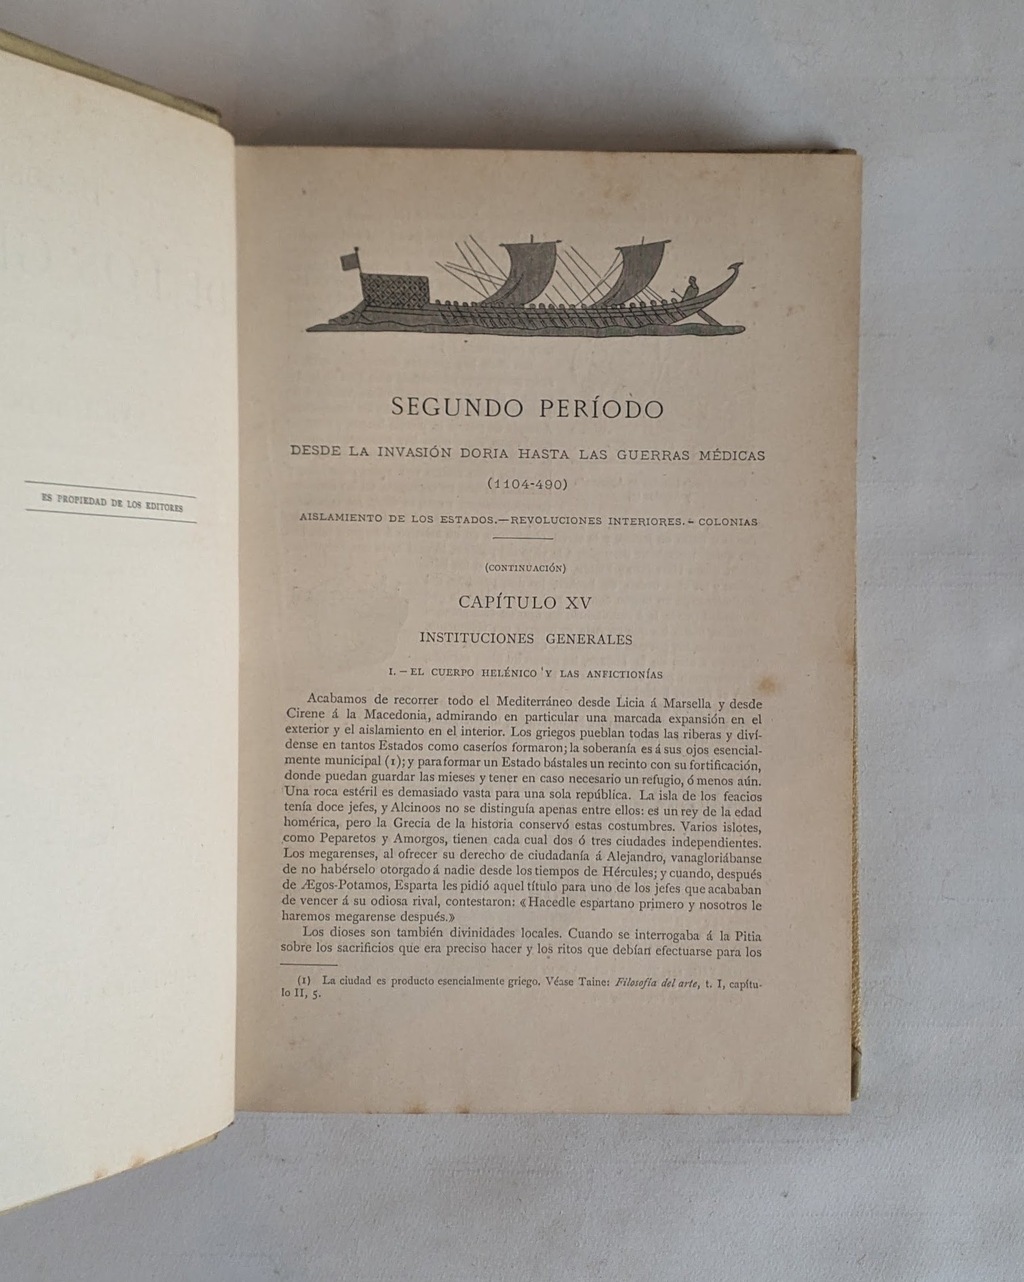 ES PROPIEDAD DE LOS EDITORES
SEGUNDO PERÍODO
DESDE LA INVASIÓN DORIA HASTA LAS GUERRAS MÉDICAS
(1104-490)
AISLAMIENTO DE LOS ESTADOS.—REVOLUCIONES INTERIORES.-COLONIAS
(CONTINUACIÓN)
CAPÍTULO XV
INSTITUCIONES GENERALES
I.—EL CUERPO HELÉNICO Y LAS ANFICTIONÍAS
Acabamos de recorrer todo el Mediterráneo desde Licia á Marsella y desde
Cirene á la Macedonia, admirando en particular una marcada expansión en el
exterior y el aislamiento en el interior. Los griegos pueblan todas las riberas y diví-
dense en tantos Estados como caseríos formaron; la soberanía es á sus ojos esencial-
mente municipal (1); y para formar un Estado bástales un recinto con su fortificación,
donde puedan guardar las mieses y tener en caso necesario un refugio, ó menos aún.
Una roca estéril es demasiado vasta para una sola república. La isla de los feacios
tenía doce jefes, y Alcinoos no se distinguía apenas entre ellos: es un rey de la edad
homérica, pero la Grecia de la historia conservó estas costumbres. Varios islotes,
como Peparetos y Amorgos, tienen cada cual dos ó tres ciudades independientes.
Los megarenses, al ofrecer su derecho de ciudadanía á Alejandro, vanagloriábanse
de no habérselo otorgado á nadie desde los tiempos de Hércules; y cuando, después
de Ægos-Potamos, Esparta les pidió aquel título para uno de los jefes que acababan
de vencer á su odiosa rival, contestaron: «Hacedle espartano primero y nosotros le
haremos megarense después.»
Los dioses son también divinidades locales. Cuando se interrogaba á la Pitia
sobre los sacrificios que era preciso hacer y los ritos que debían efectuarse para los
(1) La ciudad es producto esencialmente griego. Véase Taine: Filosofía del arte, t. I, capítu-
lo II, 5.